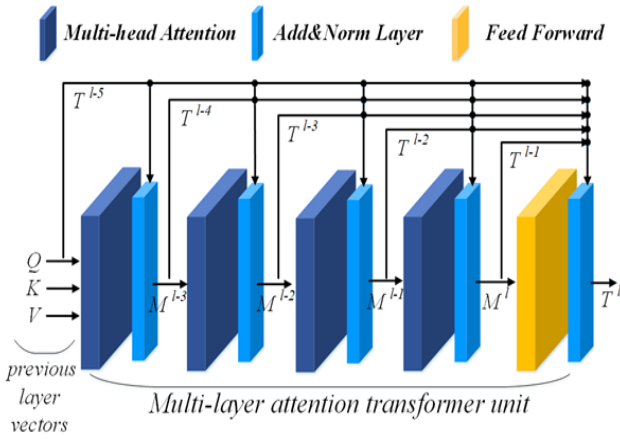 Multi-head Attention Add&Norm Layer Feed Forward
T l-5
T l-4
T l-3
T l-2
T l-1
Q
K
V
M l-3
M l-2
M l-1
M l
T l
previous
layer
vectors
Multi-layer attention transformer unit